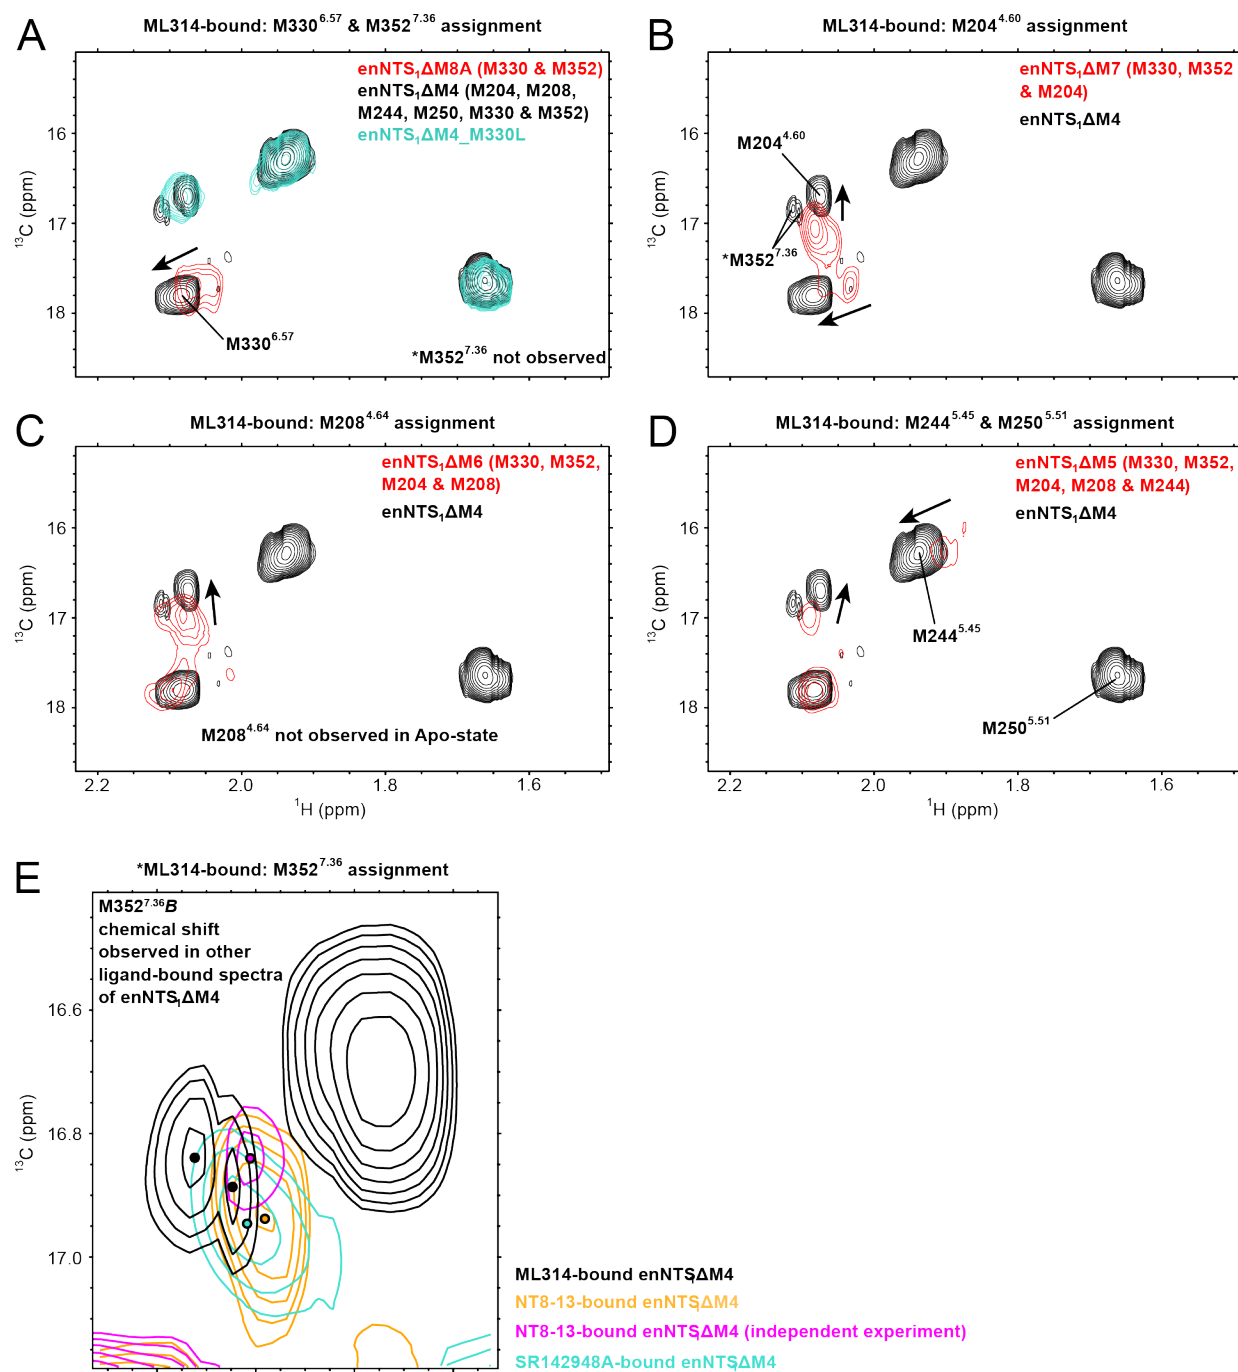 A
ML314-bound: M330^6.57 & M352^7.36 assignment
enNTS₁ΔM8A (M330 & M352)
enNTS₁ΔM4 (M204, M208,
M244, M250, M330 & M352)
enNTS₁ΔM4_M330L
16
17
18
13C (ppm)
M330^6.57
*M352^7.36 not observed
B
ML314-bound: M204^4.60 assignment
enNTS₁ΔM7 (M330, M352
& M204)
enNTS₁ΔM4
M204^4.60
*M352^7.36
16
17
18
13C (ppm)
C
ML314-bound: M208^4.64 assignment
enNTS₁ΔM6 (M330, M352,
M204 & M208)
enNTS₁ΔM4
16
17
18
13C (ppm)
M208^4.64 not observed in Apo-state
2.2
2.0
1.8
1.6
1H (ppm)
D
ML314-bound: M244^5.45 & M250^5.51 assignment
enNTS₁ΔM5 (M330, M352,
M204, M208 & M244)
enNTS₁ΔM4
16
17
18
13C (ppm)
M244^5.45
M250^5.51
2.2
2.0
1.8
1.6
1H (ppm)
E
*ML314-bound: M352^7.36 assignment
M352^7.36B
chemical shift
observed in other
ligand-bound spectra
of enNTS₁ΔM4
16.6
16.8
17.0
13C (ppm)
ML314-bound enNTS₁ΔM4
NT8-13-bound enNTS₁ΔM4
NT8-13-bound enNTS₁ΔM4 (independent experiment)
SR142948A-bound enNTS₁ΔM4